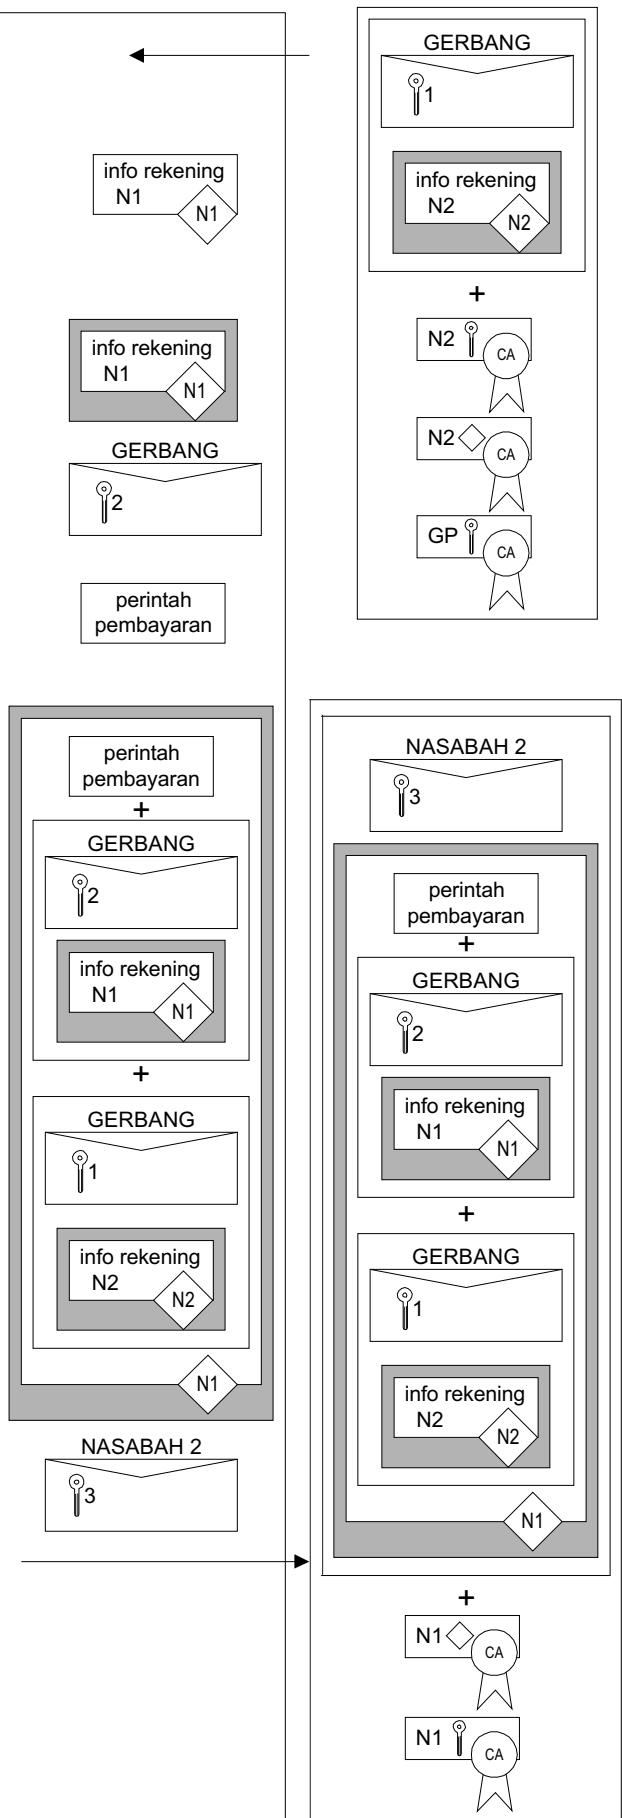 GERBANG
1
info rekening
N2
N2
+
N2
CA
N2
CA
GP
CA
info rekening
N1
N1
info rekening
N1
N1
GERBANG
2
perintah
pembayaran
perintah
pembayaran
+
GERBANG
2
info rekening
N1
N1
+
GERBANG
1
info rekening
N2
N2
N1
NASABAH 2
3
NASABAH 2
3
perintah
pembayaran
+
GERBANG
2
info rekening
N1
N1
+
GERBANG
1
info rekening
N2
N2
N1
+
N1
CA
N1
CA